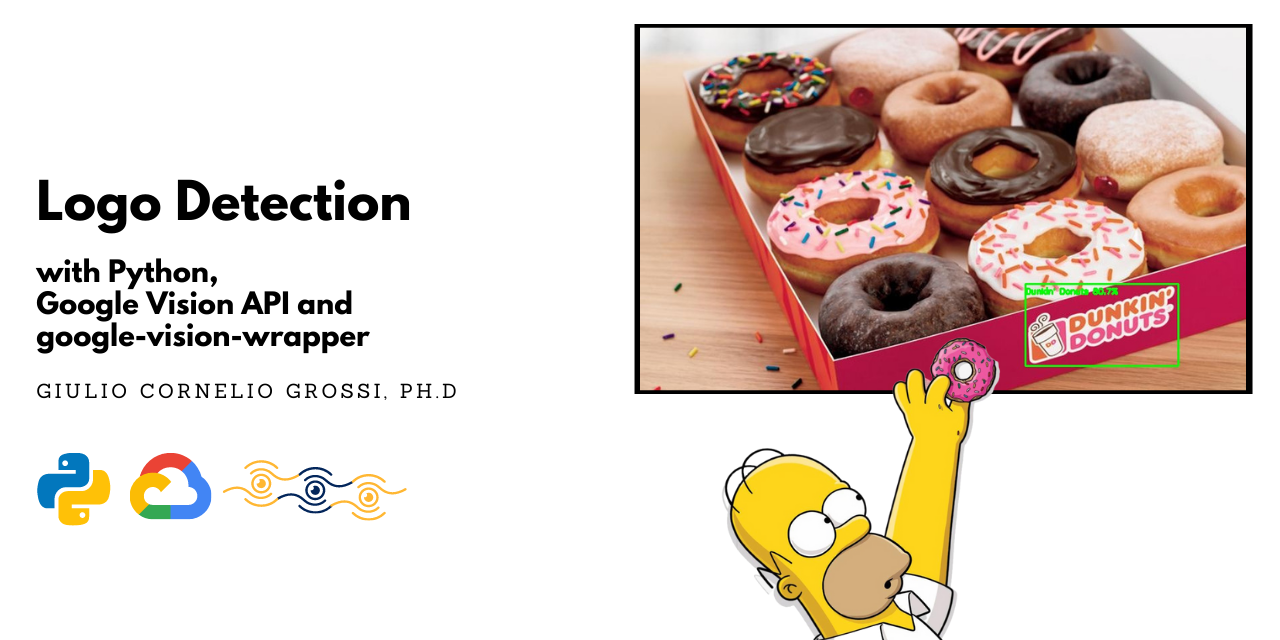 Logo Detection
with Python,
Google Vision API and
google-vision-wrapper
GIULIO CORNELIO GROSSI, PH.D
Dunkin' Donuts
DUNKIN'
DONUTS
DD